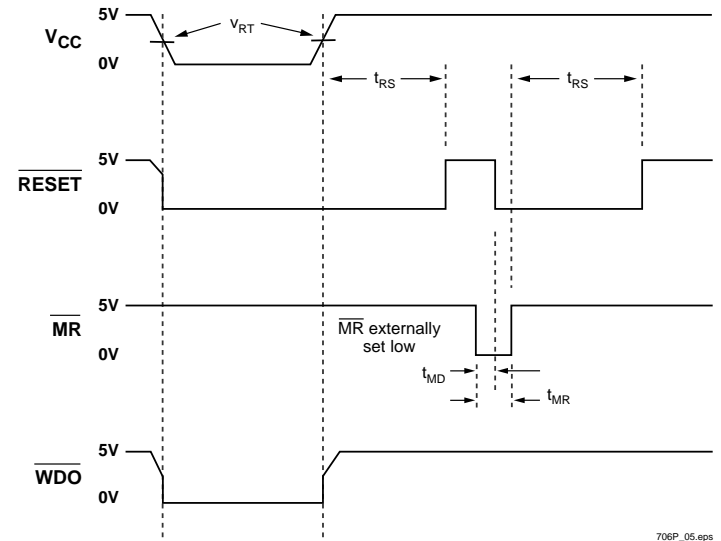 5V
V_CC
0V
v_RT
t_RS
t_RS
5V
RESET
0V
5V
MR
0V
MR externally
set low
t_MD
t_MR
5V
WDO
0V
706P_05.eps